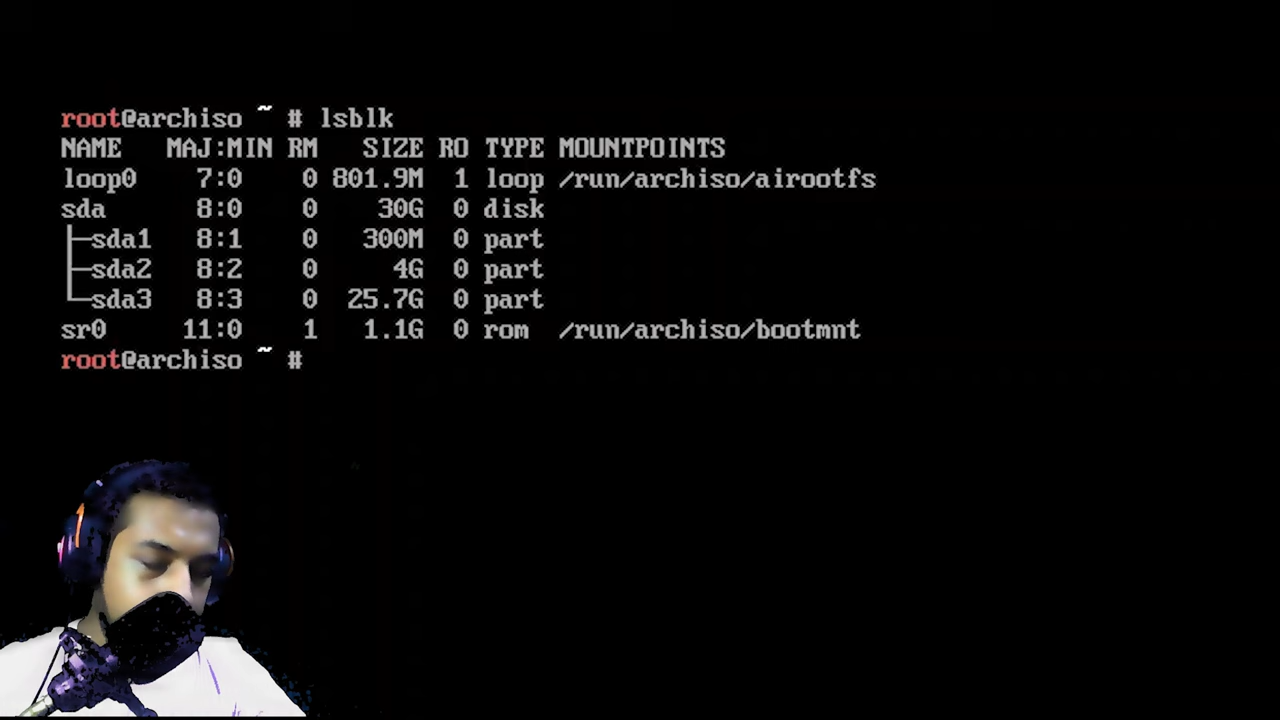 root@archiso ~ # lsblk
NAME   MAJ:MIN RM   SIZE RO TYPE MOUNTPOINTS
loop0    7:0    0 801.9M  1 loop /run/archiso/airootfs
sda      8:0    0    30G  0 disk
├─sda1   8:1    0   300M  0 part
├─sda2   8:2    0     4G  0 part
└─sda3   8:3    0  25.7G  0 part
sr0     11:0    1   1.1G  0 rom  /run/archiso/bootmnt
root@archiso ~ #